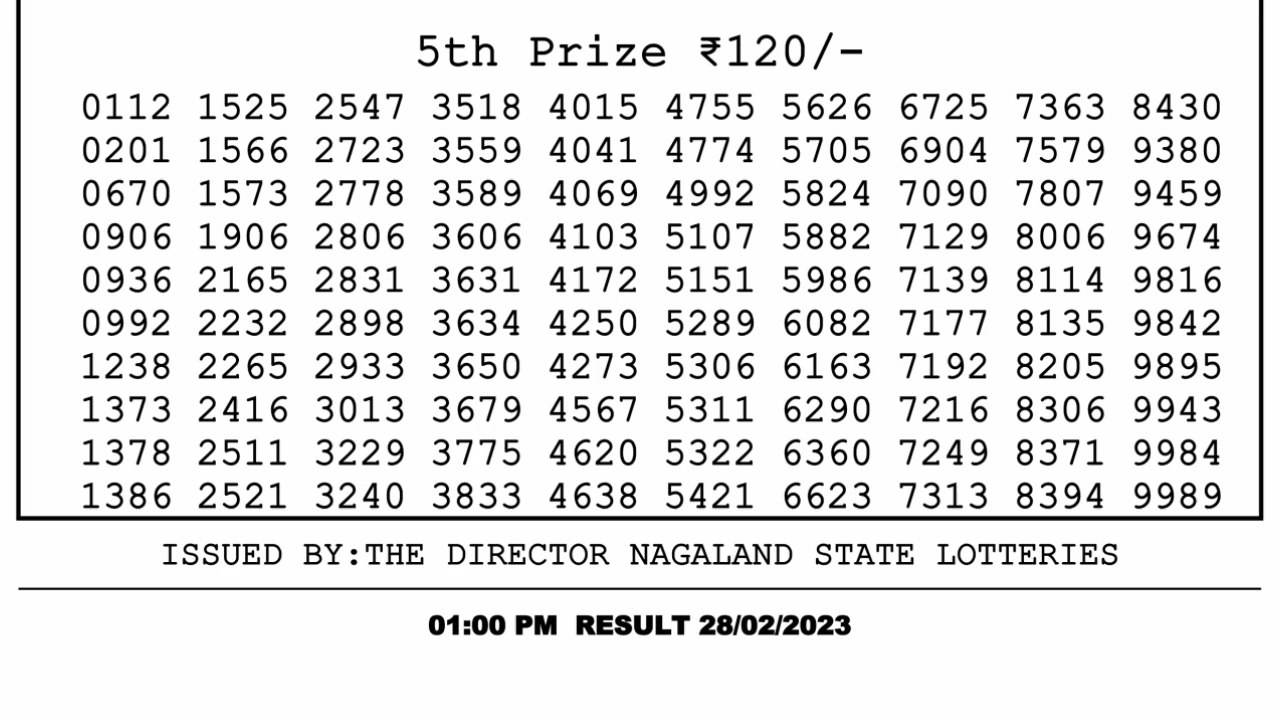 5th Prize ₹120/-
0112 1525 2547 3518 4015 4755 5626 6725 7363 8430
0201 1566 2723 3559 4041 4774 5705 6904 7579 9380
0670 1573 2778 3589 4069 4992 5824 7090 7807 9459
0906 1906 2806 3606 4103 5107 5882 7129 8006 9674
0936 2165 2831 3631 4172 5151 5986 7139 8114 9816
0992 2232 2898 3634 4250 5289 6082 7177 8135 9842
1238 2265 2933 3650 4273 5306 6163 7192 8205 9895
1373 2416 3013 3679 4567 5311 6290 7216 8306 9943
1378 2511 3229 3775 4620 5322 6360 7249 8371 9984
1386 2521 3240 3833 4638 5421 6623 7313 8394 9989
ISSUED BY:THE DIRECTOR NAGALAND STATE LOTTERIES
01:00 PM RESULT 28/02/2023